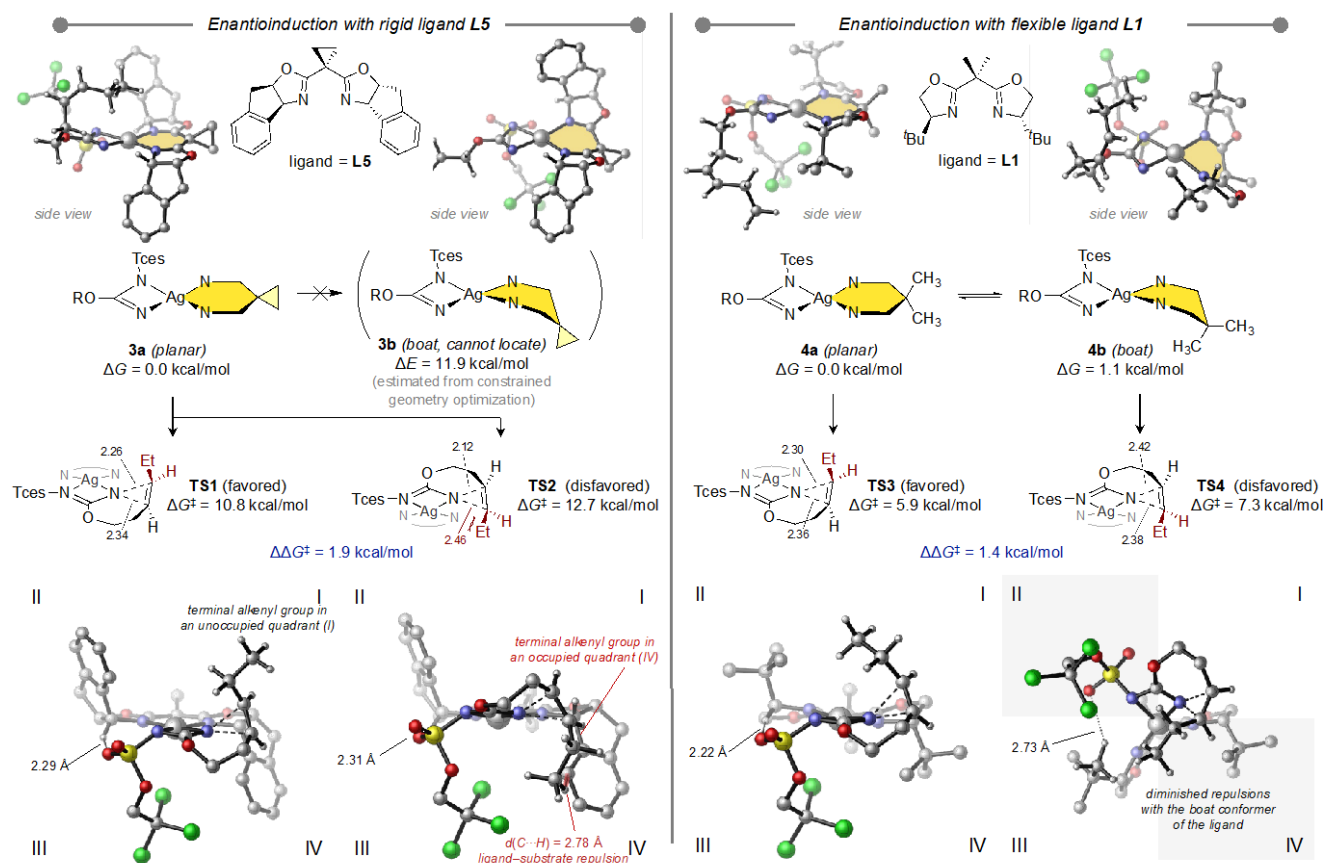 Enantioinduction with rigid ligand L5
ligand = L5
side view
side view
Tces
N
N
RO
Ag
N
N
3a (planar)
ΔG = 0.0 kcal/mol
Tces
N
N
RO
Ag
N
N
3b (boat, cannot locate)
ΔE = 11.9 kcal/mol
(estimated from constrained
geometry optimization)
2.26
Et
H
N
Ag
N
Tces
N
N
O
H
2.34
TS1 (favored)
ΔG‡ = 10.8 kcal/mol
2.12
O
H
Tces
N
N
N
Ag
N
H
Et
H
2.46
TS2 (disfavored)
ΔG‡ = 12.7 kcal/mol
ΔΔG‡ = 1.9 kcal/mol
II
I
terminal alkenyl group in
an unoccupied quadrant (I)
2.29 Å
III
IV
II
I
terminal alkenyl group in
an occupied quadrant (IV)
2.31 Å
d(C···H) = 2.78 Å
ligand–substrate repulsion
III
IV
Enantioinduction with flexible ligand L1
O
O
N
N
tBu
tBu
ligand = L1
side view
side view
Tces
N
N
RO
Ag
N
N
CH3
CH3
4a (planar)
ΔG = 0.0 kcal/mol
Tces
N
N
RO
Ag
N
N
H3C
CH3
4b (boat)
ΔG = 1.1 kcal/mol
2.30
Et
H
N
Ag
N
Tces
N
N
O
H
2.36
TS3 (favored)
ΔG‡ = 5.9 kcal/mol
2.42
O
H
Tces
N
N
N
Ag
N
H
Et
H
2.38
TS4 (disfavored)
ΔG‡ = 7.3 kcal/mol
ΔΔG‡ = 1.4 kcal/mol
II
I
2.22 Å
III
IV
II
I
2.73 Å
diminished repulsions
with the boat conformer
of the ligand
III
IV